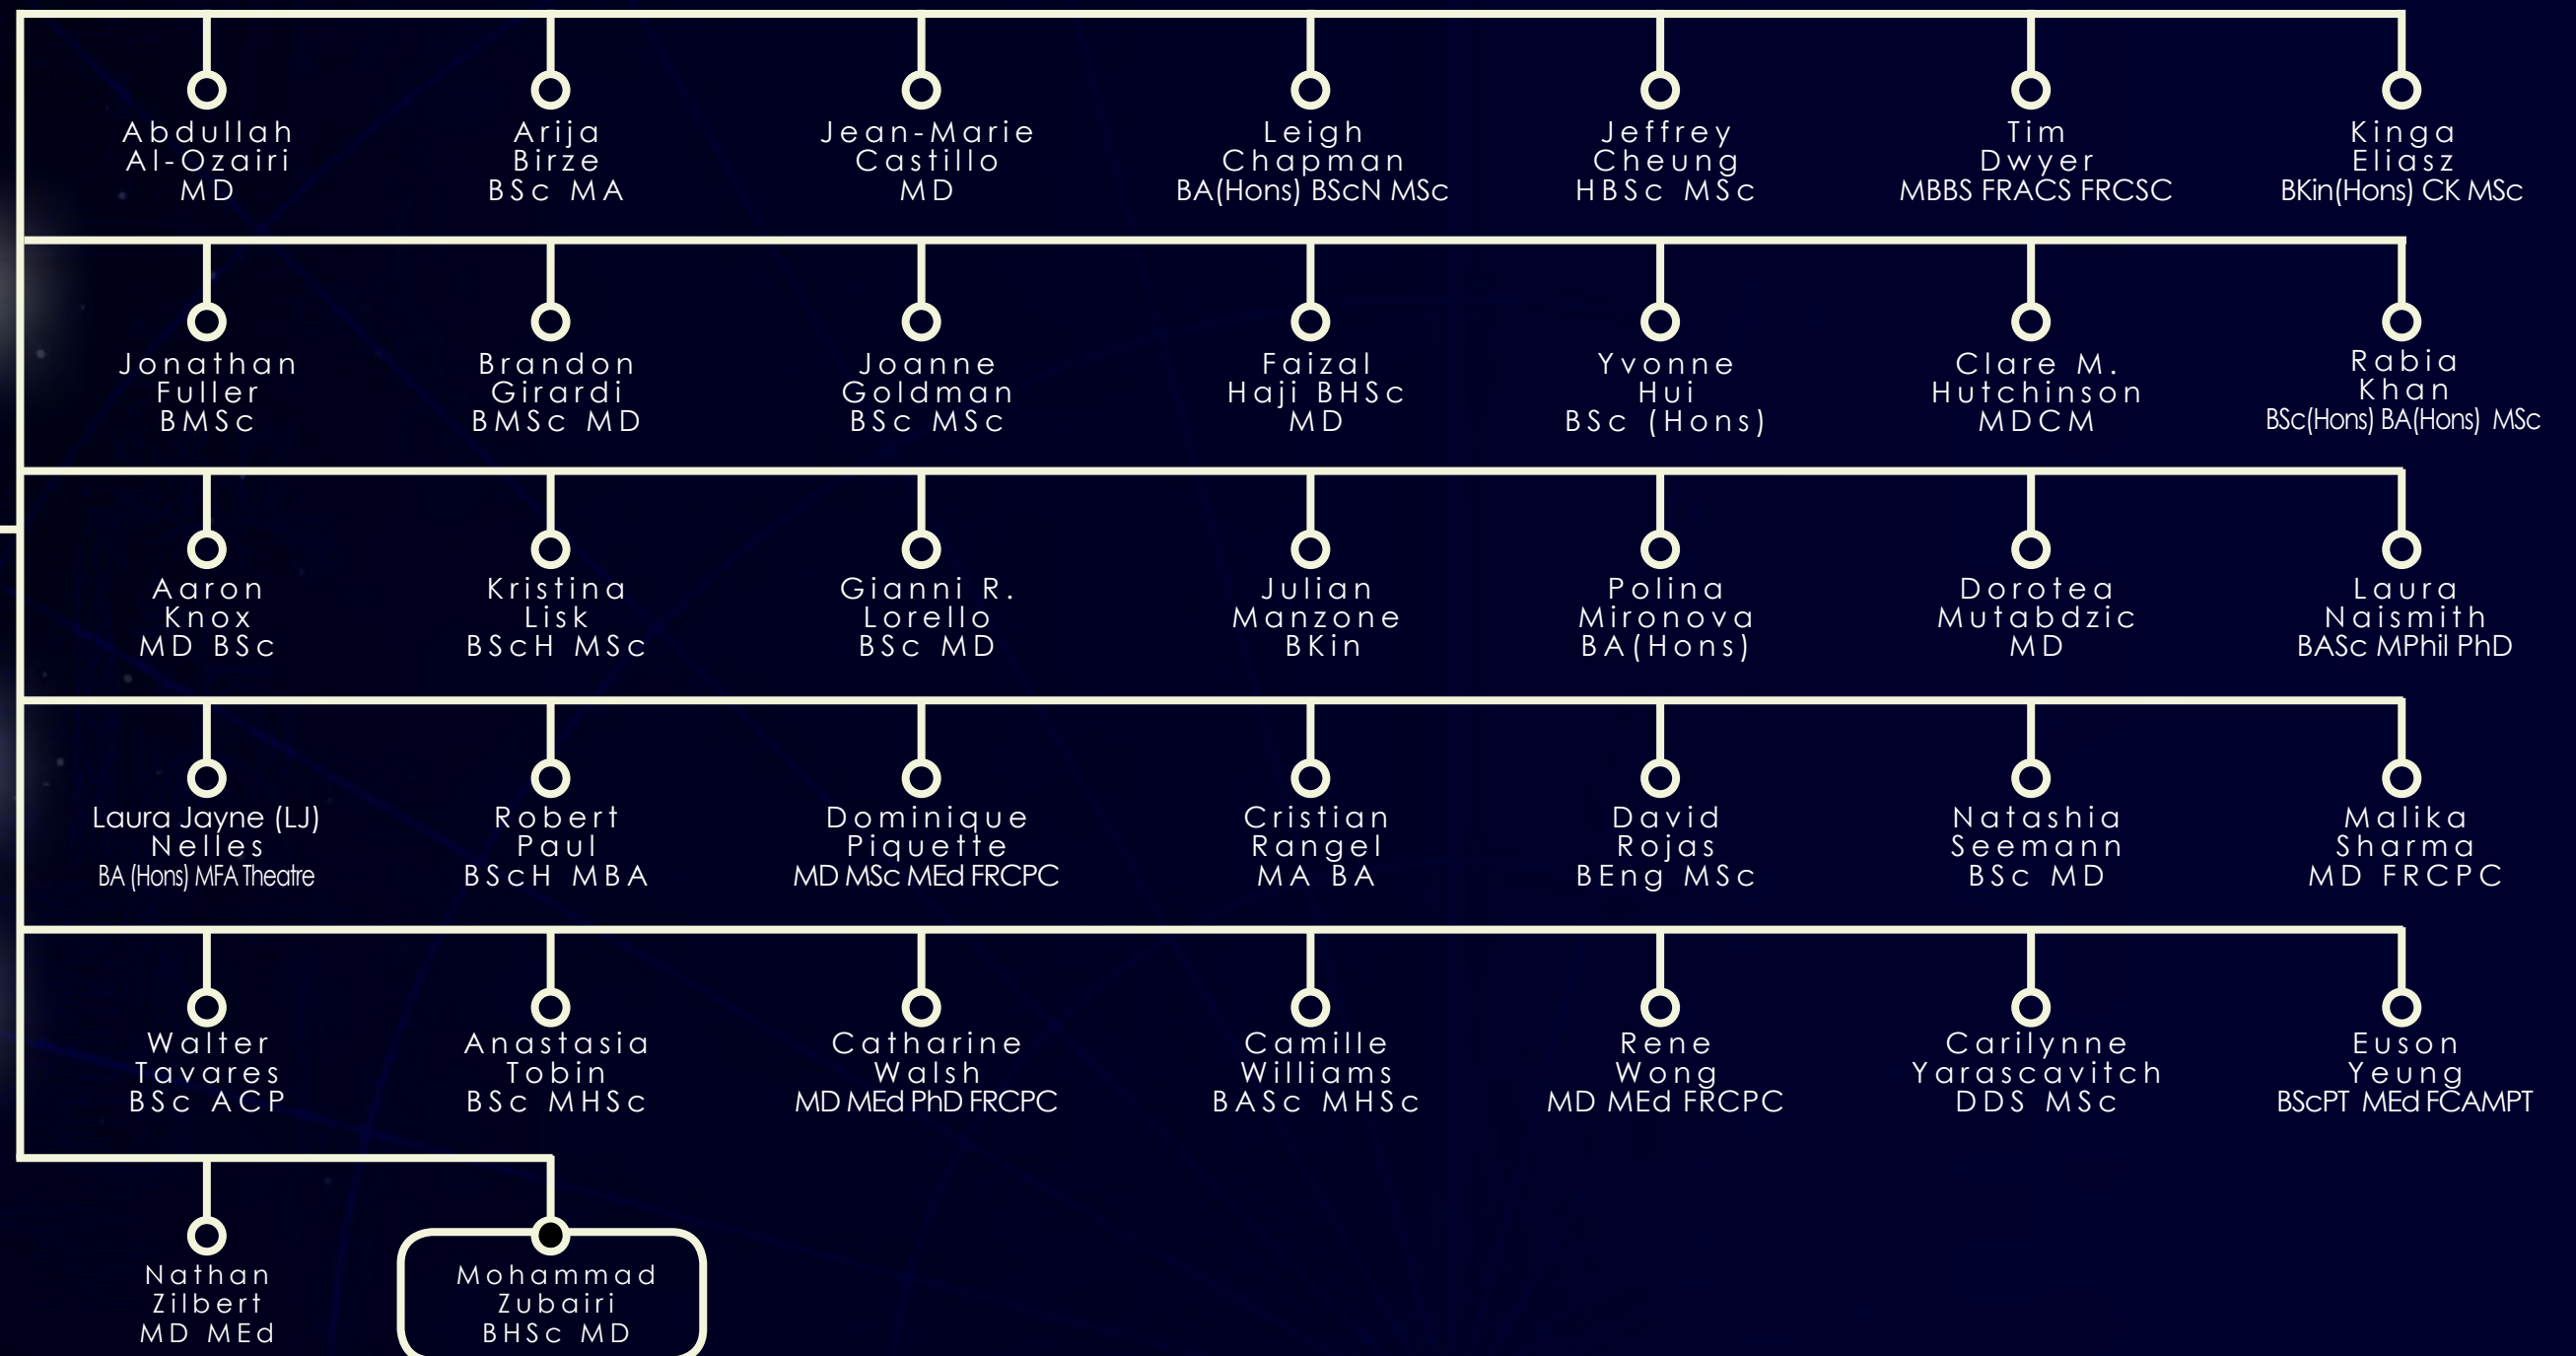 Abdullah
Al-Ozairi
MD
Arija
Birze
BSc MA
Jean-Marie
Castillo
MD
Leigh
Chapman
BA(Hons) BScN MSc
Jeffrey
Cheung
HBSc MSc
Tim
Dwyer
MBBS FRACS FRCSC
Kinga
Eliasz
BKin(Hons) CK MSc
Jonathan
Fuller
BMSc
Brandon
Girardi
BMSc MD
Joanne
Goldman
BSc MSc
Faizal
Haji BHSc
MD
Yvonne
Hui
BSc (Hons)
Clare M.
Hutchinson
MDCM
Rabia
Khan
BSc(Hons) BA(Hons) MSc
Aaron
Knox
MD BSc
Kristina
Lisk
BScH MSc
Gianni R.
Lorello
BSc MD
Julian
Manzone
BKin
Polina
Mironova
BA(Hons)
Dorotea
Mutabdzic
MD
Laura
Naismith
BASc MPhil PhD
Laura Jayne (LJ)
Nelles
BA (Hons) MFA Theatre
Robert
Paul
BScH MBA
Dominique
Piquette
MD MSc MEd FRCPC
Cristian
Rangel
MA BA
David
Rojas
BEng MSc
Natashia
Seemann
BSc MD
Malika
Sharma
MD FRCPC
Walter
Tavares
BSc ACP
Anastasia
Tobin
BSc MHSc
Catharine
Walsh
MD MEd PhD FRCPC
Camille
Williams
BASc MHSc
Rene
Wong
MD MEd FRCPC
Carilynne
Yarascavitch
DDS MSc
Euson
Yeung
BScPT MEd FCAMPT
Nathan
Zilbert
MD MEd
Mohammad
Zubairi
BHSc MD